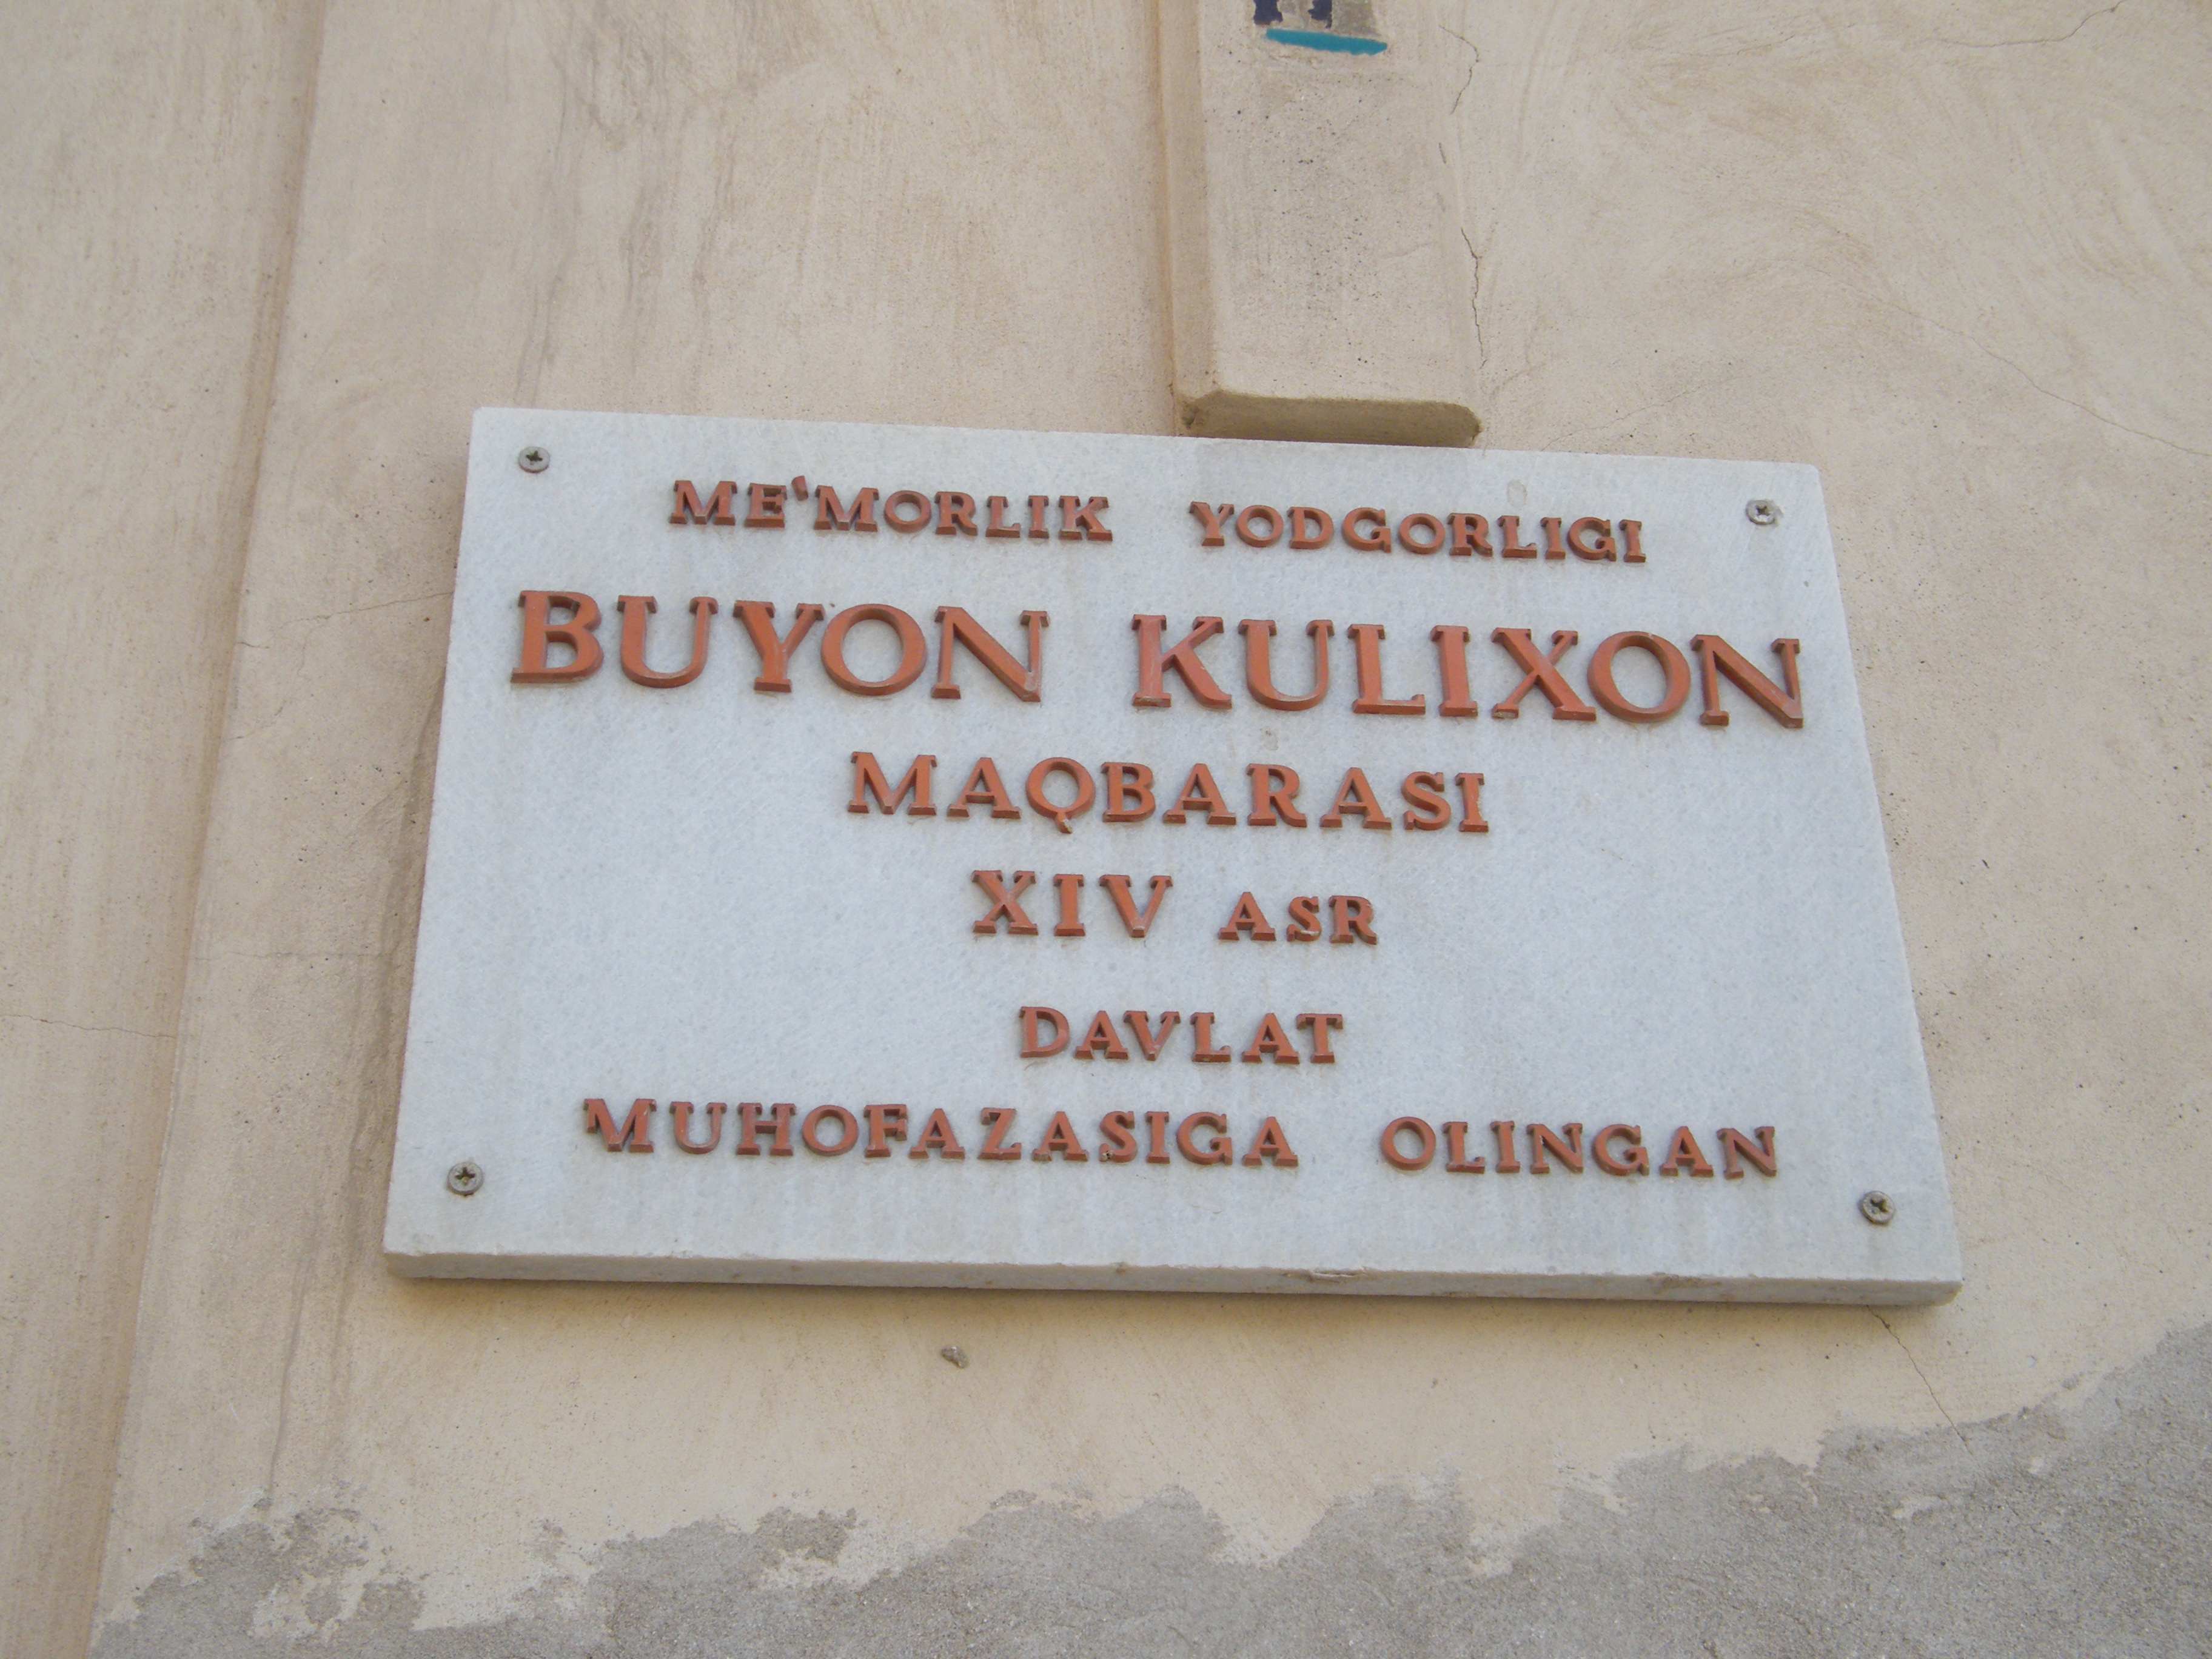 ME‘MORLIK YODGORLIGI
BUYON KULIXON
MAQBARASI
XIV ASR
DAVLAT
MUHOFAZASIGA OLINGAN